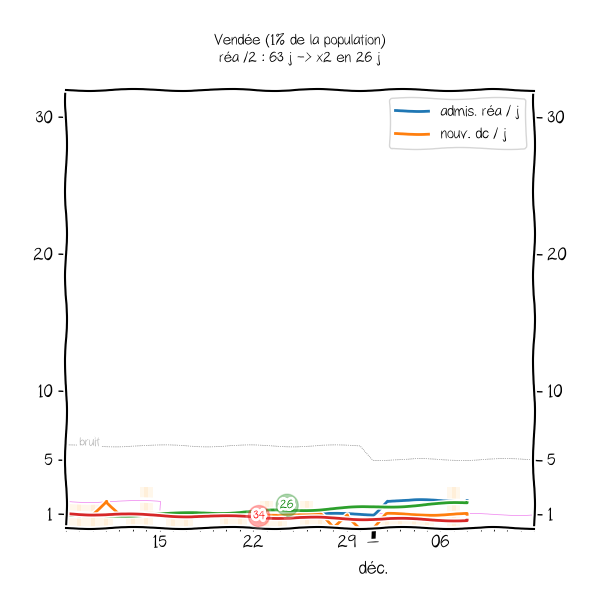 Vendée (1% de la population)
réa /2 : 63 j -> x2 en 26 j
admis. réa / j
nouv. dc / j
30
30
20
20
10
10
bruit
5
5
26
34
1
1
15
22
29
1
06
déc.